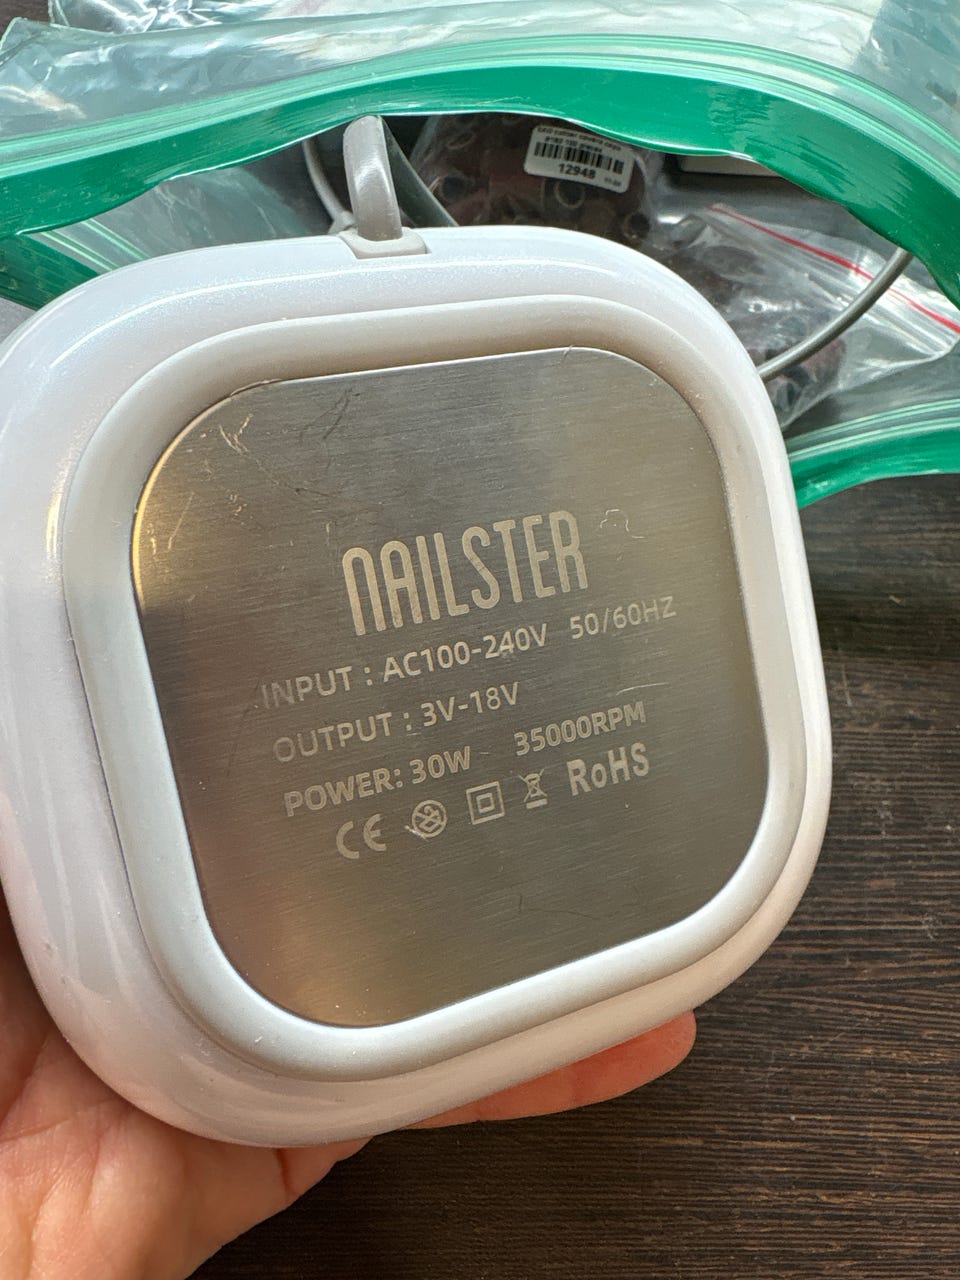 12948
NAILSTER
INPUT : AC100-240V 50/60HZ
OUTPUT : 3V-18V
POWER: 30W 35000RPM
CE RoHS